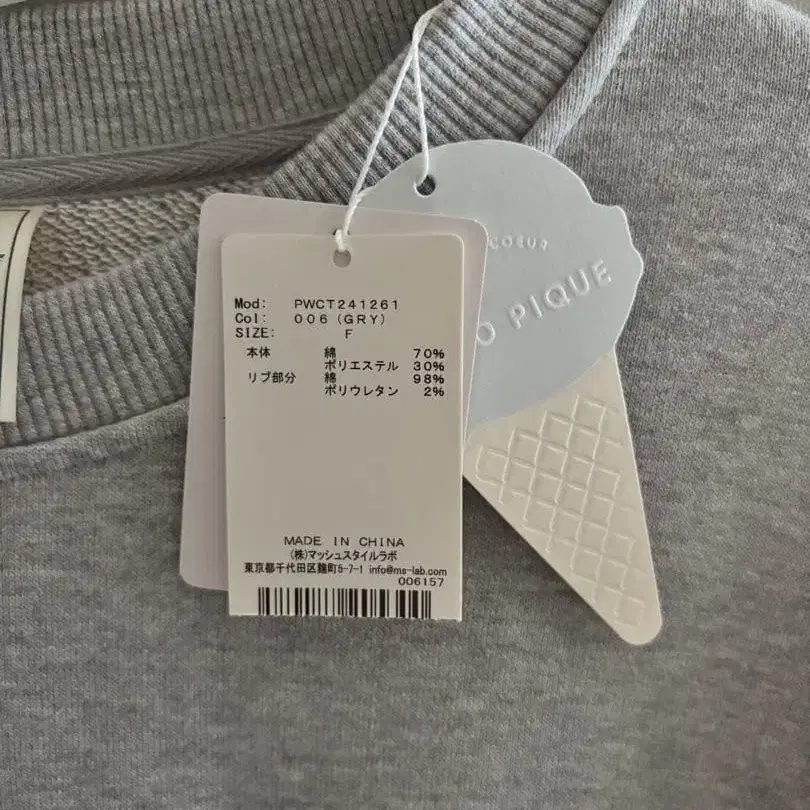 Mod: PWCT241261
Col: 006(GRY)
SIZE: F
本体 綿 70%
ポリエステル 30%
リブ部分 綿 98%
ポリウレタン 2%
MADE IN CHINA
(株)マッシュスタイルラボ
東京都千代田区麹町5-7-1 info@ms-lab.com
006157
COEUR
O PIQUE